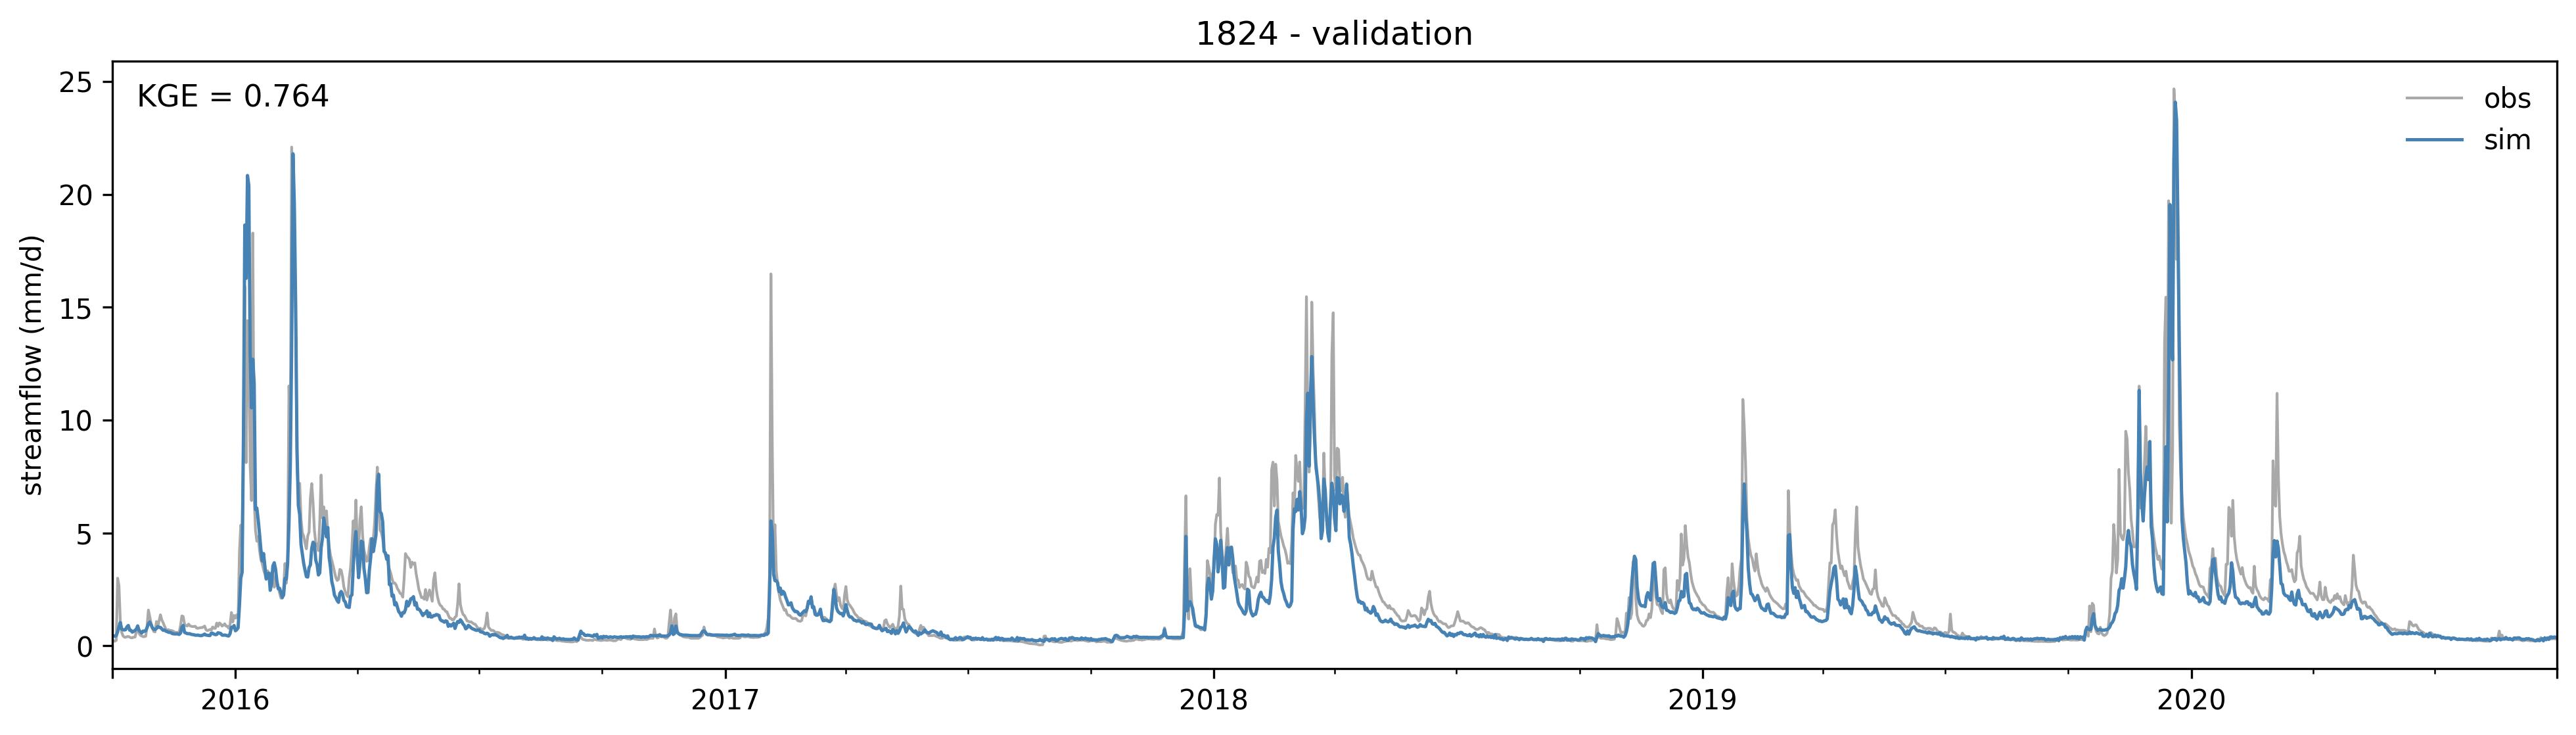 1824 - validation
KGE = 0.764
obs
sim
streamflow (mm/d)
25
20
15
10
5
0
2016 2017 2018 2019 2020